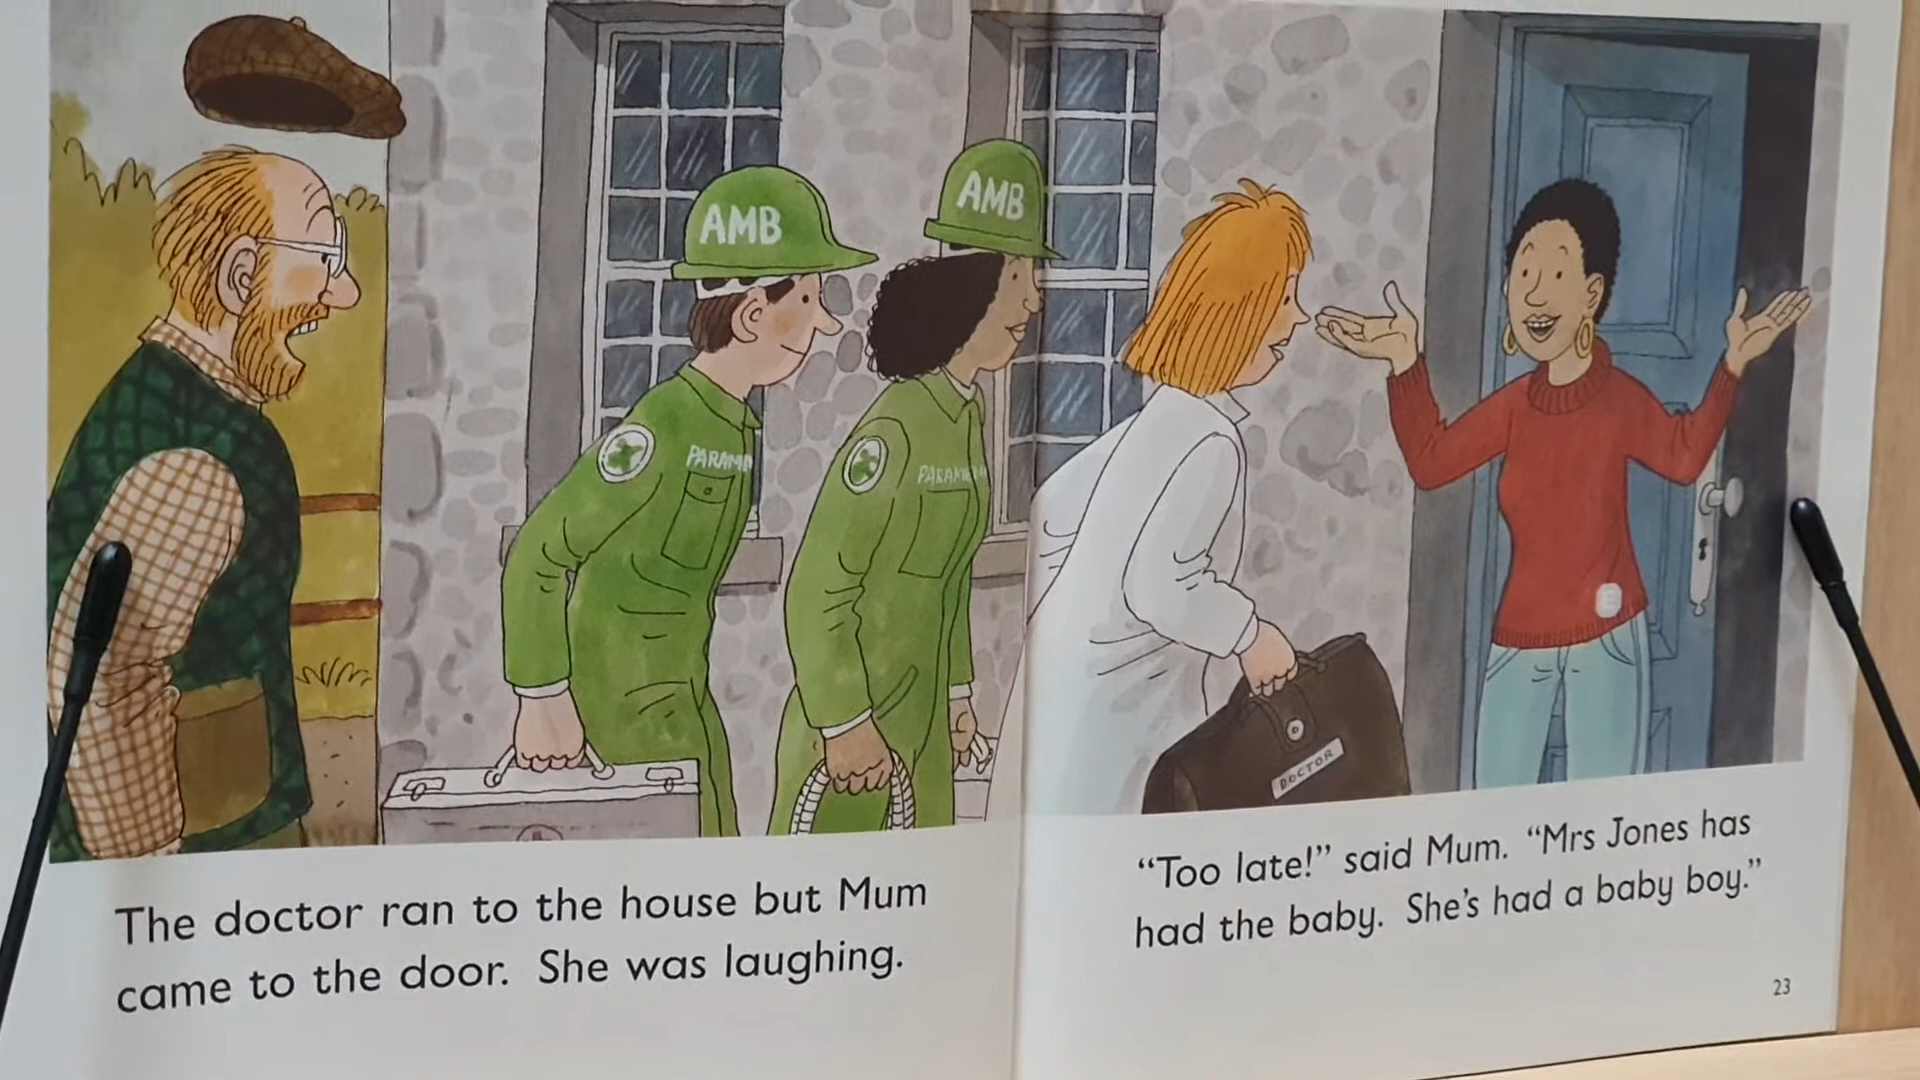 AMB
AMB
PARAM
PARAM
DOCTOR
The doctor ran to the house but Mum
came to the door. She was laughing.
“Too late!” said Mum. “Mrs Jones has
had the baby. She’s had a baby boy.”
23